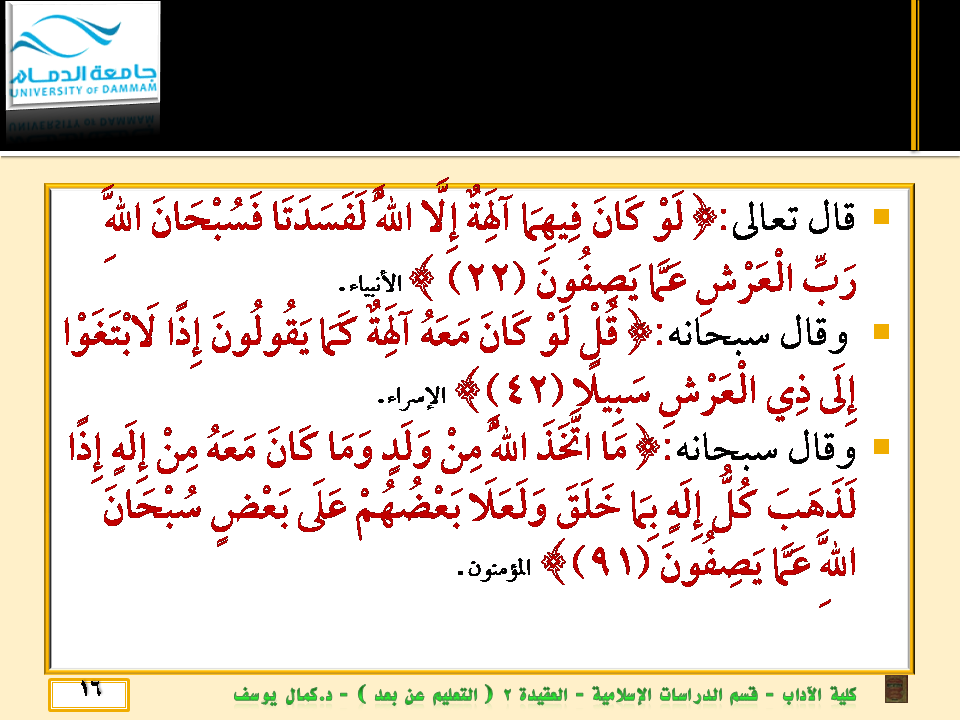 جامعة الدمام
UNIVERSITY OF DAMMAM
قال تعالى:﴿ لَوْ كَانَ فِيهِمَا آلِهَةٌ إِلَّا اللَّهُ لَفَسَدَتَا فَسُبْحَانَ اللَّهِ
رَبِّ الْعَرْشِ عَمَّا يَصِفُونَ (٢٢) ﴾ الأنبياء.
وقال سبحانه:﴿ قُلْ لَوْ كَانَ مَعَهُ آلِهَةٌ كَمَا يَقُولُونَ إِذًا لَابْتَغَوْا
إِلَى ذِي الْعَرْشِ سَبِيلًا (٤٢)﴾ الإسراء.
وقال سبحانه:﴿ مَا اتَّخَذَ اللَّهُ مِنْ وَلَدٍ وَمَا كَانَ مَعَهُ مِنْ إِلَهٍ إِذًا
لَذَهَبَ كُلُّ إِلَهٍ بِمَا خَلَقَ وَلَعَلَا بَعْضُهُمْ عَلَى بَعْضٍ سُبْحَانَ
اللَّهِ عَمَّا يَصِفُونَ (٩١)﴾ المؤمنون.
كلية الآداب - قسم الدراسات الإسلامية - العقيدة ٢ ( التعليم عن بعد ) - د.كمال يوسف
١٦